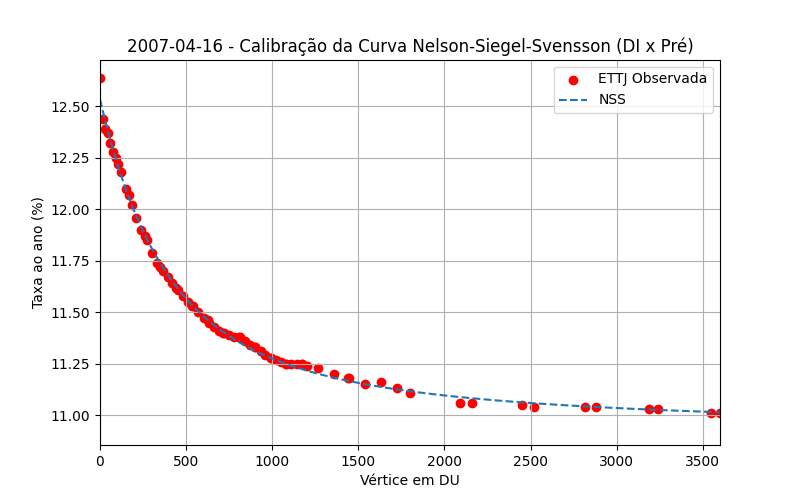 2007-04-16 - Calibração da Curva Nelson-Siegel-Svensson (DI x Pré)
ETTJ Observada
NSS
Taxa ao ano (%)
12.50
12.25
12.00
11.75
11.50
11.25
11.00
0 500 1000 1500 2000 2500 3000 3500
Vértice em DU